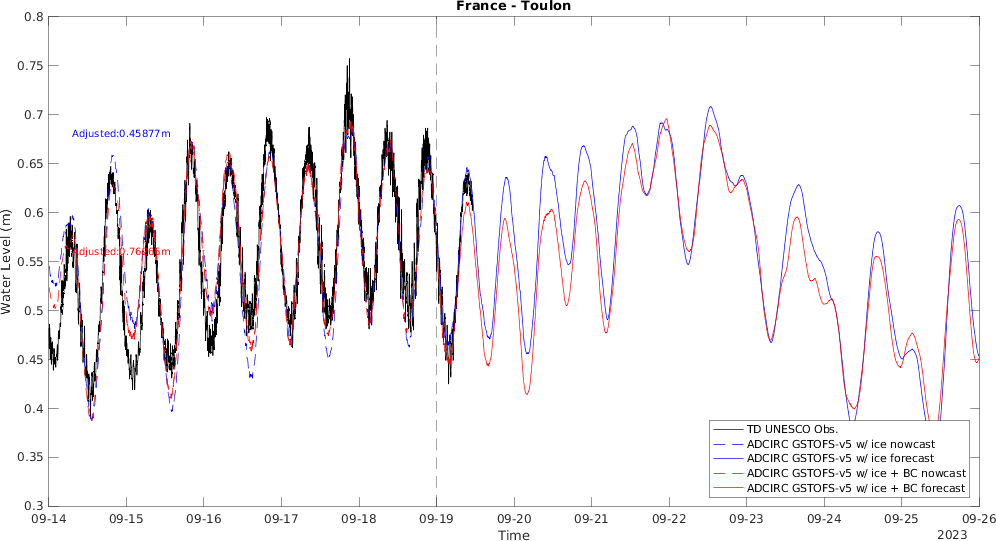 France - Toulon
0.8
0.75
0.7
0.65
0.6
0.55
0.5
0.45
0.4
0.35
0.3
Water Level (m)
Adjusted:0.45877m
TD UNESCO Obs.
ADCIRC GSTOFS-v5 w/ ice nowcast
ADCIRC GSTOFS-v5 w/ ice forecast
ADCIRC GSTOFS-v5 w/ ice + BC nowcast
ADCIRC GSTOFS-v5 w/ ice + BC forecast
09-14 09-15 09-16 09-17 09-18 09-19 09-20 09-21 09-22 09-23 09-24 09-25 09-26
Time
2023